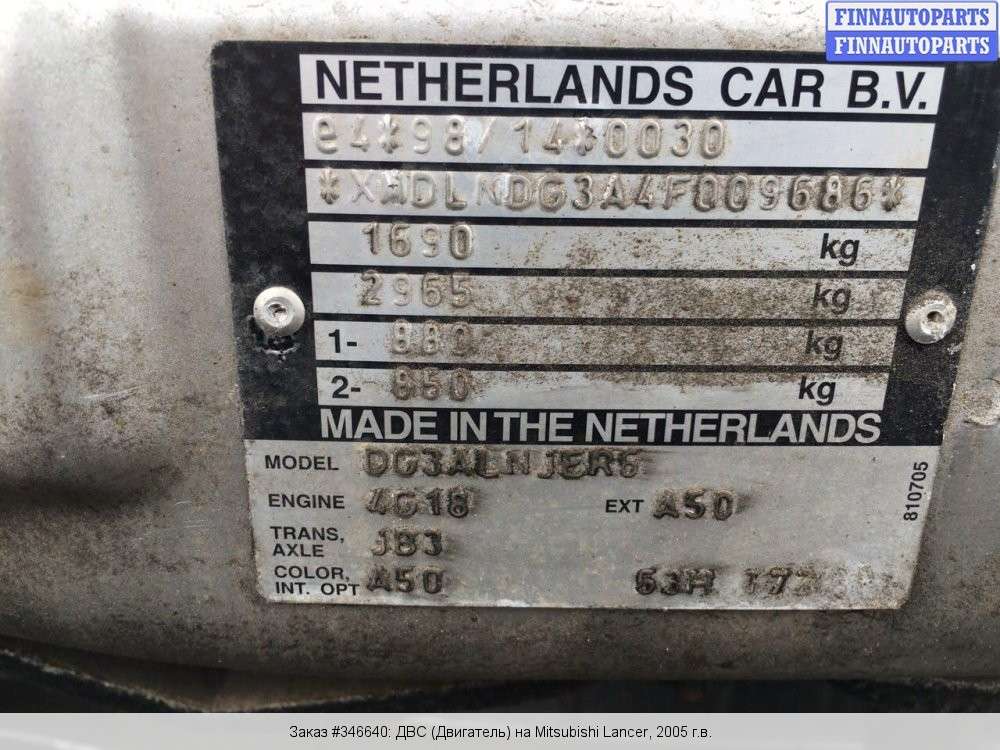 FINNAUTOPARTS
FINNAUTOPARTS
NETHERLANDS CAR B.V.
e4*98/14*0030
*XMDLNDG3A4F009686*
1690 kg
2965 kg
1- 880 kg
2- 850 kg
MADE IN THE NETHERLANDS
MODEL DG3ALNJER6
ENGINE 4G18 EXT A50
TRANS, AXLE JB3
COLOR, INT. OPT A50 63H
810705
Заказ #346640: ДВС (Двигатель) на Mitsubishi Lancer, 2005 г.в.